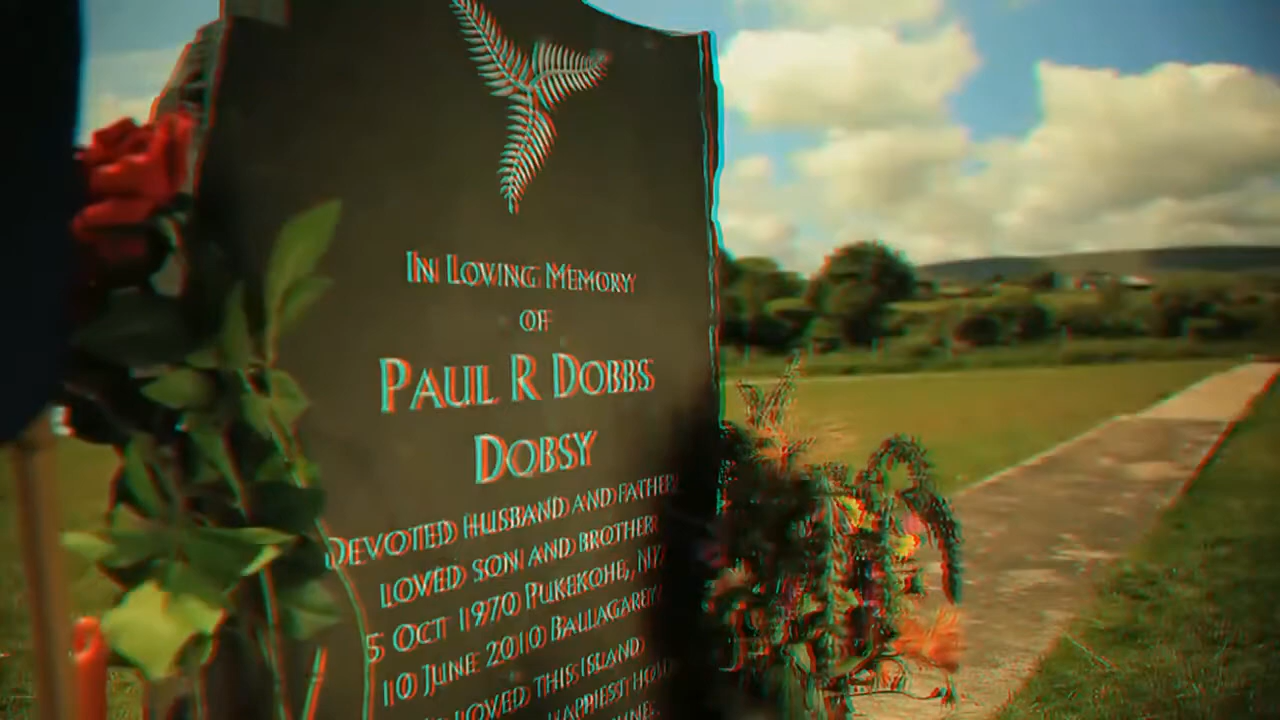 IN LOVING MEMORY
OF
PAUL R DOBBS
DOBSY
DEVOTED HUSBAND AND FATHER
LOVED SON AND BROTHER
5 OCT 1970 PUKEKOHE, NZ
10 JUNE 2010 BALLAGAREY
LOVED THIS ISLAND
HAPPIEST